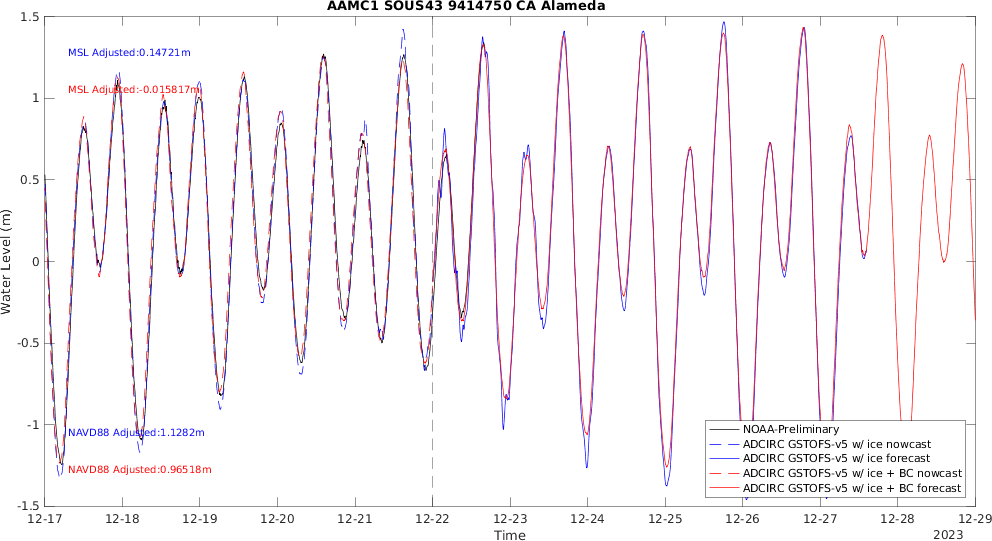 AAMC1 SOUS43 9414750 CA Alameda
1.5
1
0.5
0
-0.5
-1
-1.5
Water Level (m)
MSL Adjusted:0.14721m
MSL Adjusted:-0.015817m
NAVD88 Adjusted:1.1282m
NAVD88 Adjusted:0.96518m
NOAA-Preliminary
ADCIRC GSTOFS-v5 w/ ice nowcast
ADCIRC GSTOFS-v5 w/ ice forecast
ADCIRC GSTOFS-v5 w/ ice + BC nowcast
ADCIRC GSTOFS-v5 w/ ice + BC forecast
12-17 12-18 12-19 12-20 12-21 12-22 12-23 12-24 12-25 12-26 12-27 12-28 12-29
Time
2023